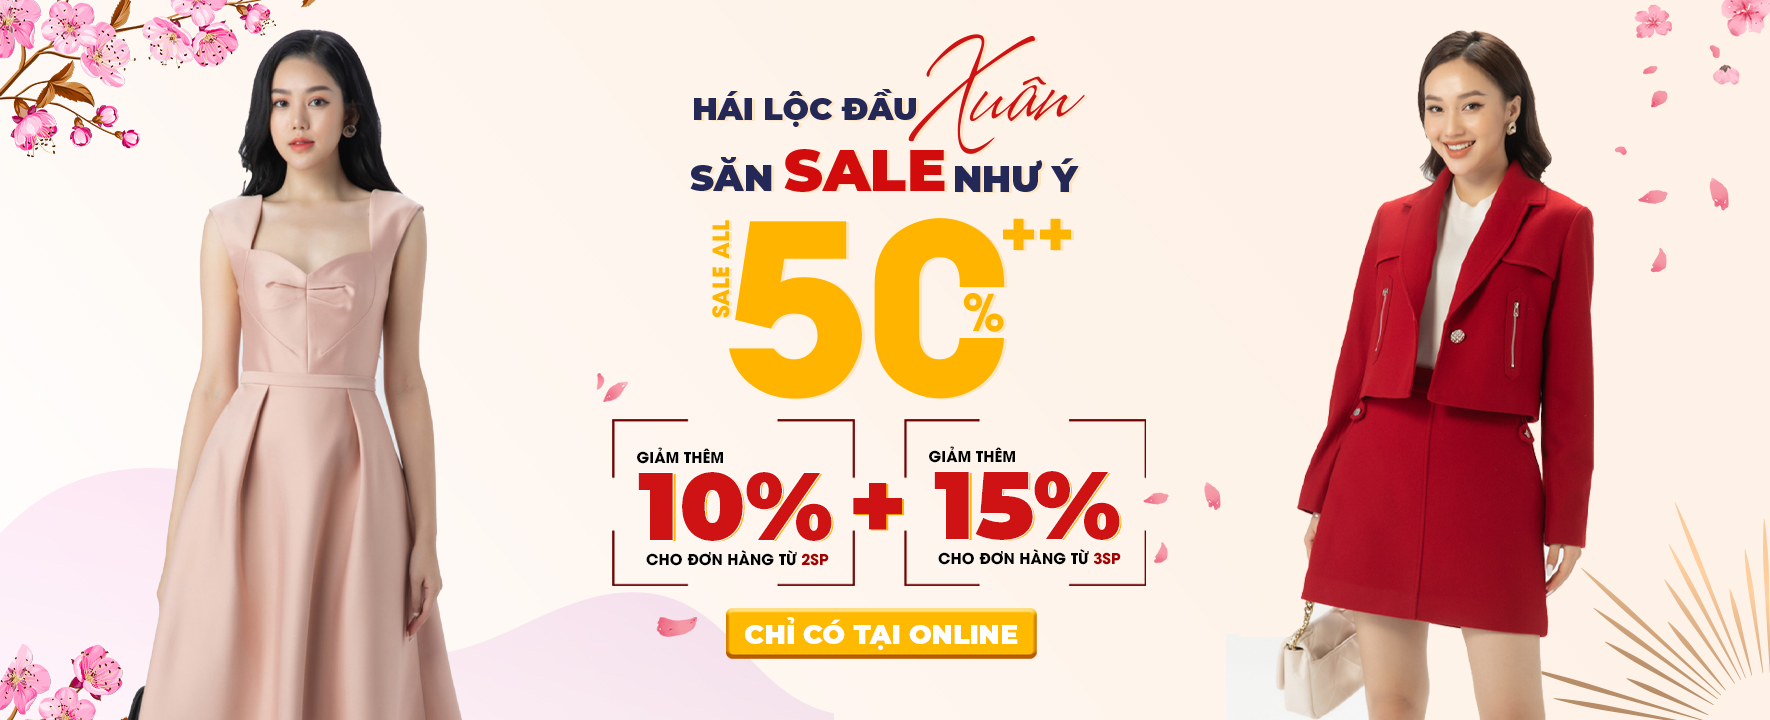 HÁI LỘC ĐẦU Xuân
SĂN SALE NHƯ Ý
SALE ALL
50%++
GIẢM THÊM
10%
CHO ĐƠN HÀNG TỪ 2SP
+
GIẢM THÊM
15%
CHO ĐƠN HÀNG TỪ 3SP
CHỈ CÓ TẠI ONLINE